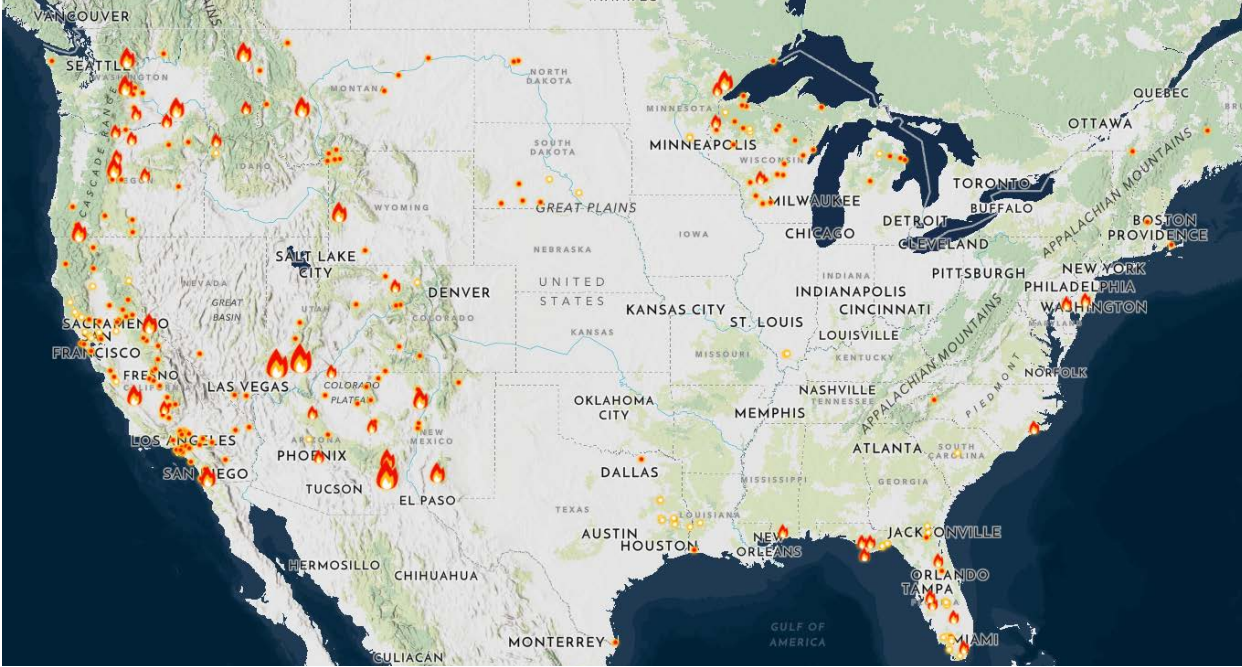 VANCOUVER
SEATTLE
WASHINGTON
MONTANA
NORTH
DAKOTA
MINNESOTA
QUEBEC
OTTAWA
MINNEAPOLIS
SOUTH
DAKOTA
WISCONSIN
CASCADE RANGE
IDAHO
WYOMING
GREAT PLAINS
TORONTO
BUFFALO
APPALACHIAN MOUNTAINS
MILWAUKEE
DETROIT
BOSTON
PROVIDENCE
CHICAGO
CLEVELAND
IOWA
SALT LAKE
CITY
NEBRASKA
PITTSBURGH
NEW YORK
NEVADA
UNITED
STATES
INDIANA
INDIANAPOLIS
PHILADELPHIA
DENVER
GREAT
BASIN
UTAH
COLORADO
KANSAS CITY
CINCINNATI
WASHINGTON
SACRAMENTO
SAN
FRANCISCO
ST. LOUIS
LOUISVILLE
MARYLAND
KANSAS
MISSOURI
KENTUCKY
FRESNO
LAS VEGAS
COLORADO
PLATEAU
NORFOLK
NASHVILLE
TENNESSEE
APPALACHIAN MOUNTAINS
PIEDMONT
OKLAHOMA
CITY
MEMPHIS
LOS ANGELES
ARIZONA
PHOENIX
NEW
MEXICO
ATLANTA
SOUTH
CAROLINA
SAN DIEGO
TUCSON
EL PASO
DALLAS
MISSISSIPPI
GEORGIA
TEXAS
LOUISIANA
AUSTIN
HOUSTON
NEW
ORLEANS
JACKSONVILLE
HERMOSILLO
CHIHUAHUA
ORLANDO
TAMPA
MONTERREY
GULF OF
AMERICA
MIAMI
CULIACÁN